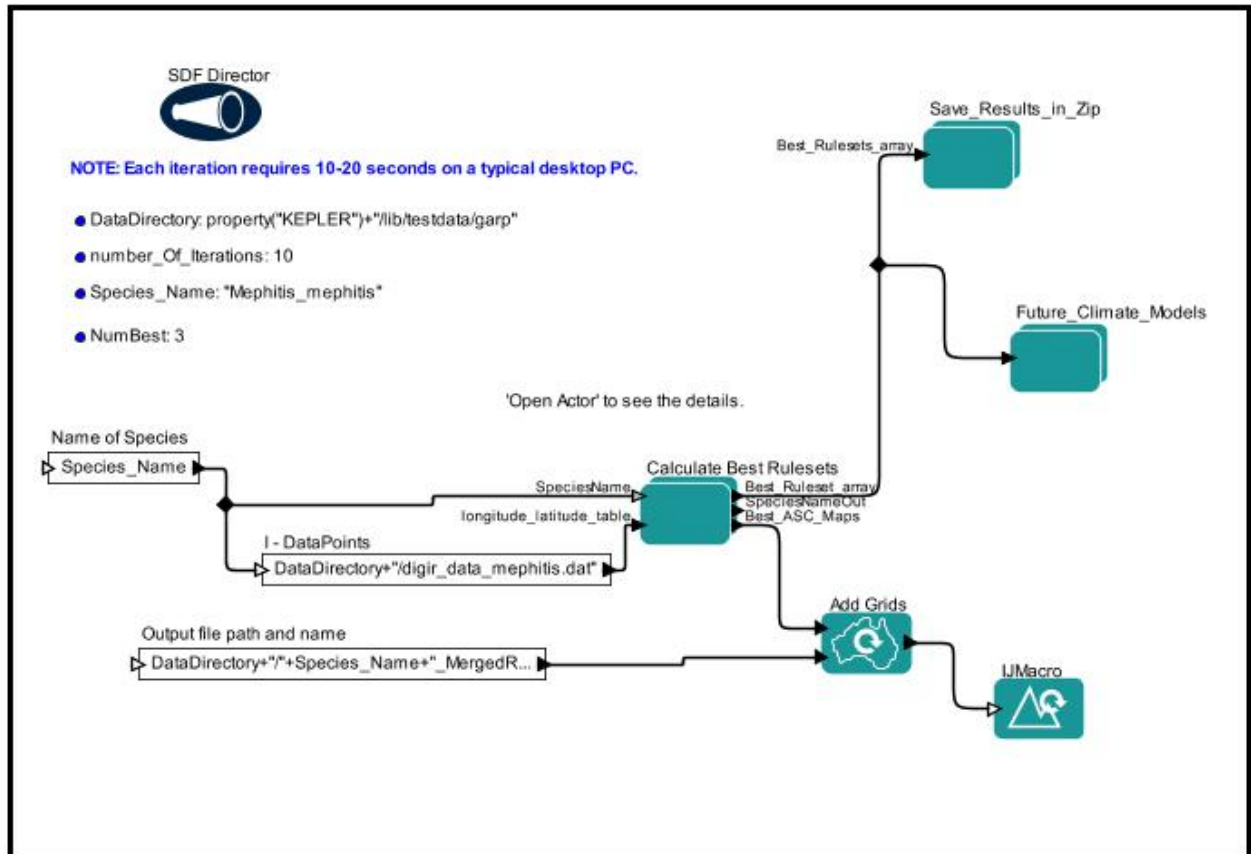 SDF Director
NOTE: Each iteration requires 10-20 seconds on a typical desktop PC.
DataDirectory: property("KEPLER")+"/lib/testdata/garp"
number_Of_Iterations: 10
Species_Name: "Mephitis_mephitis"
NumBest: 3
Save_Results_in_Zip
Best_Rulesets_array
Future_Climate_Models
'Open Actor' to see the details.
Name of Species
Species_Name
Calculate Best Rulesets
SpeciesName
longitude_latitude_table
Best_Ruleset_array
SpeciesNameOut
Best_ASC_Maps
I - DataPoints
DataDirectory+"/digir_data_mephitis.dat"
Output file path and name
DataDirectory+"/"+Species_Name+"_MergedR...
Add Grids
IJMacro